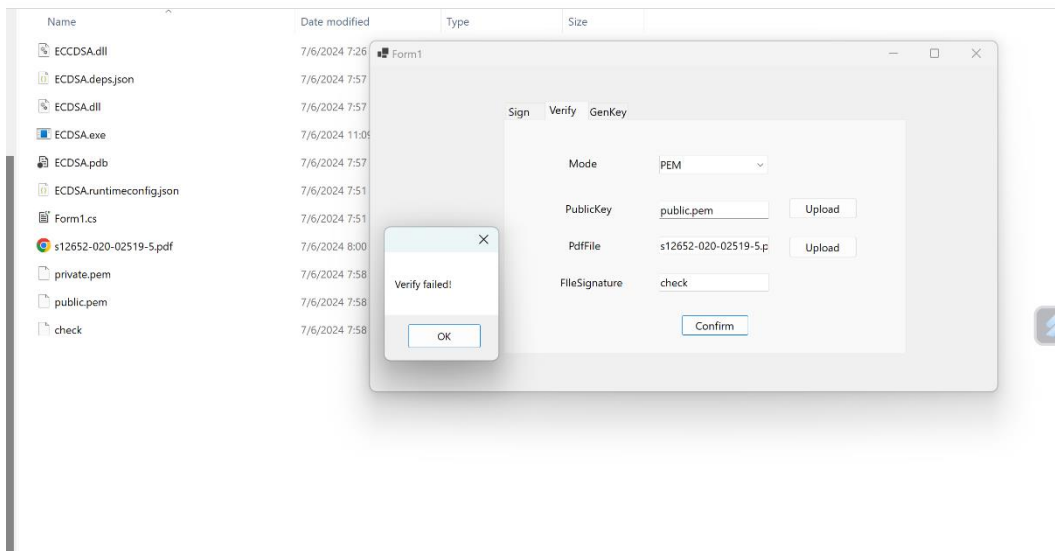 Name Date modified Type Size
ECCDSA.dll 7/6/2024 7:26
ECDSA.deps.json 7/6/2024 7:57
ECDSA.dll 7/6/2024 7:57
ECDSA.exe 7/6/2024 11:09
ECDSA.pdb 7/6/2024 7:57
ECDSA.runtimeconfig.json 7/6/2024 7:51
Form1.cs 7/6/2024 7:51
s12652-020-02519-5.pdf 7/6/2024 8:00
private.pem 7/6/2024 7:58
public.pem 7/6/2024 7:58
check 7/6/2024 7:58
Form1
Sign Verify GenKey
Mode PEM
PublicKey public.pem Upload
PdfFile s12652-020-02519-5.p Upload
FIleSignature check
Confirm
Verify failed!
OK